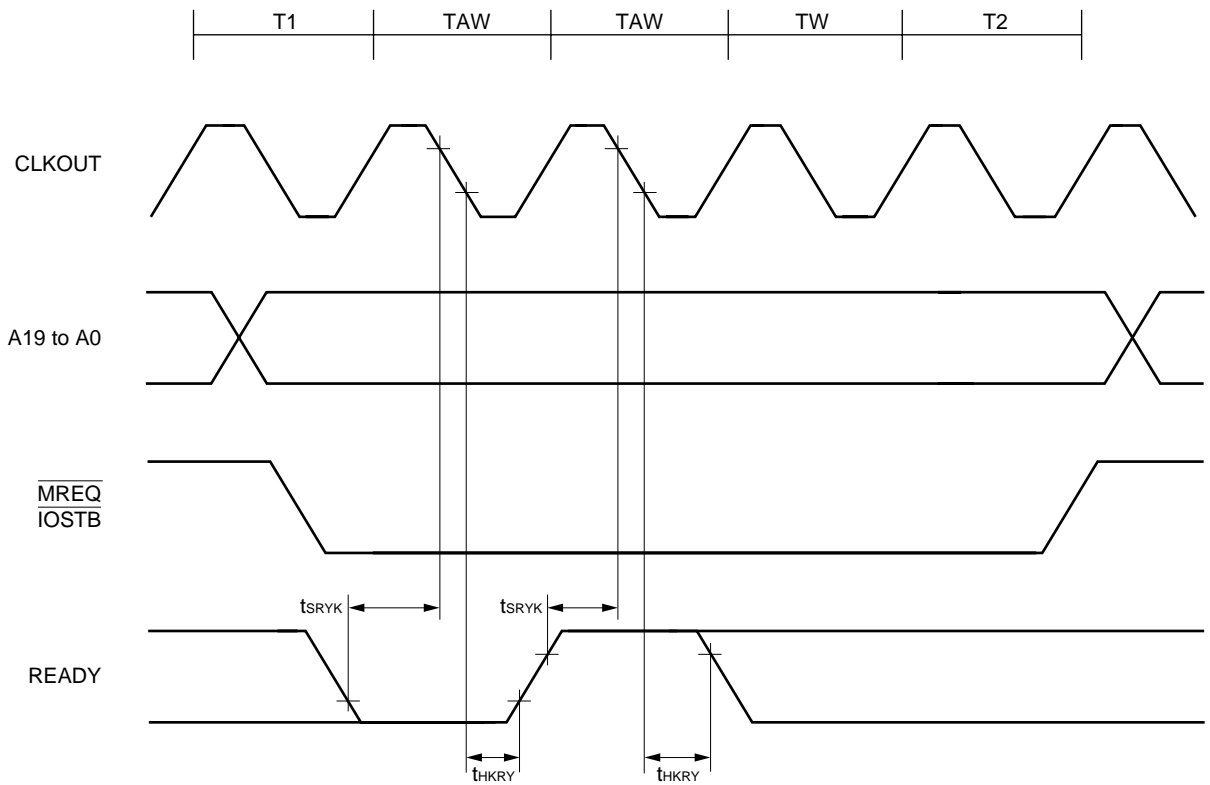 T1 TAW TAW TW T2
CLKOUT
A19 to A0
MREQ
IOSTB
tSRYK tSRYK
READY
tHKRY tHKRY